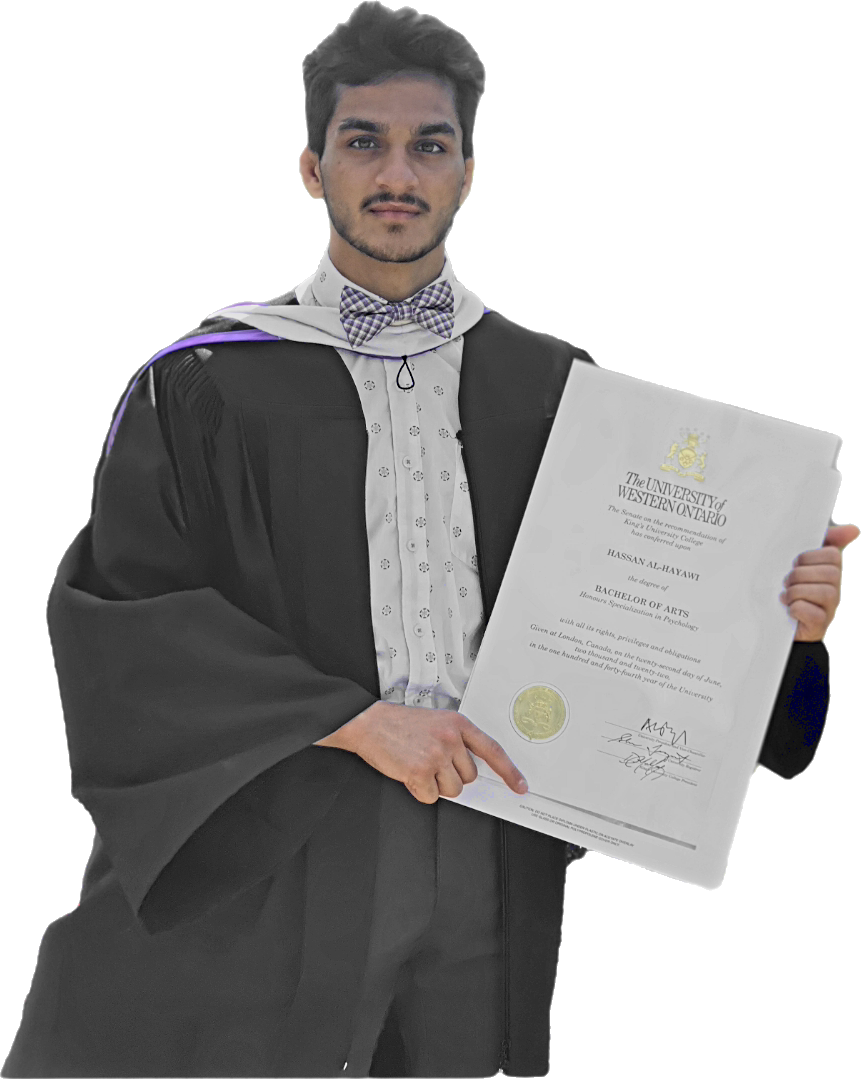 The UNIVERSITY of
WESTERN ONTARIO
The Senate on the recommendation of
King's University College
has conferred upon
HASSAN AL-HAYAWI
the degree of
BACHELOR OF ARTS
Honours Specialization in Psychology
with all its rights, privileges and obligations
Given at London, Canada, on the twenty-second day of June,
two thousand and twenty-two,
in the one hundred and forty-fourth year of the University